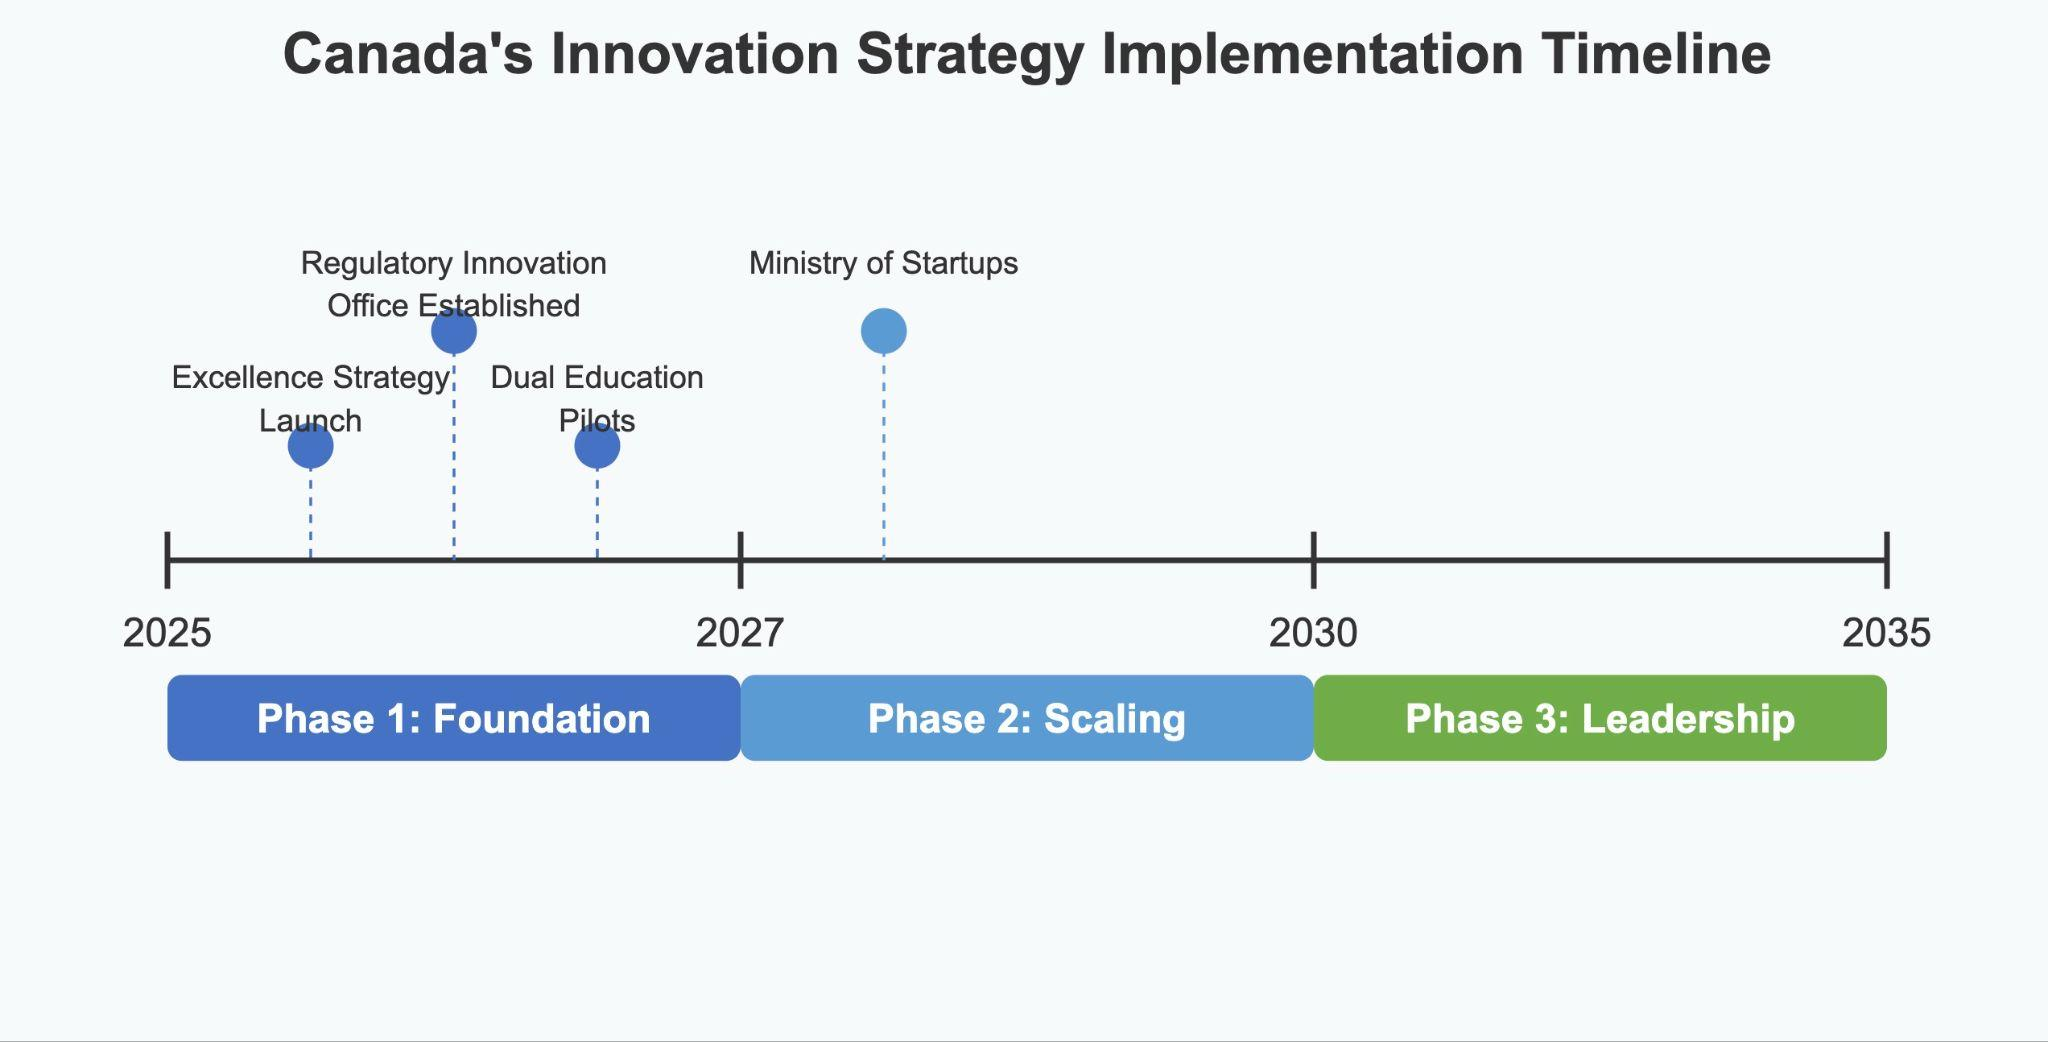 Canada's Innovation Strategy Implementation Timeline
Regulatory Innovation
Office Established
Ministry of Startups
Excellence Strategy
Launch
Dual Education
Pilots
2025
2027
2030
2035
Phase 1: Foundation
Phase 2: Scaling
Phase 3: Leadership